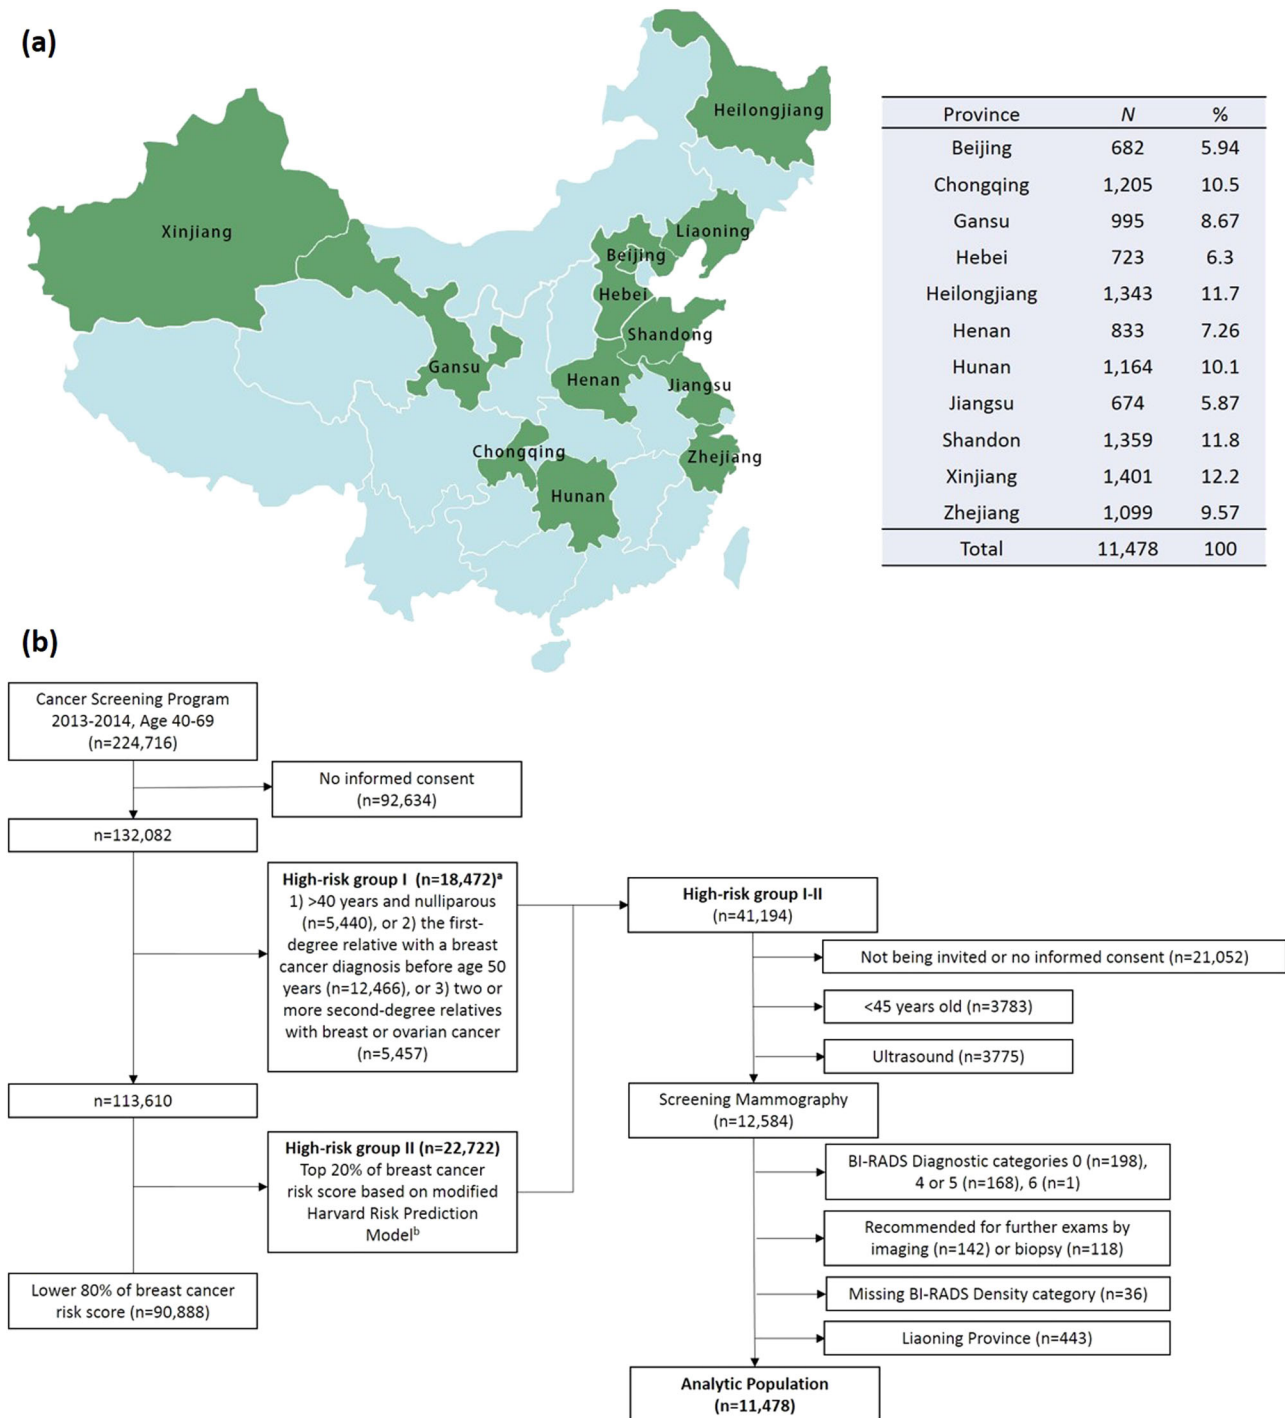 (a)
Heilongjiang
Xinjiang
Liaoning
Beijing
Hebei
Shandong
Gansu
Henan
Jiangsu
Chongqing
Zhejiang
Hunan
Province N %
Beijing 682 5.94
Chongqing 1,205 10.5
Gansu 995 8.67
Hebei 723 6.3
Heilongjiang 1,343 11.7
Henan 833 7.26
Hunan 1,164 10.1
Jiangsu 674 5.87
Shandon 1,359 11.8
Xinjiang 1,401 12.2
Zhejiang 1,099 9.57
Total 11,478 100
(b)
Cancer Screening Program
2013-2014, Age 40-69
(n=224,716)
No informed consent
(n=92,634)
n=132,082
High-risk group I (n=18,472)a
1) >40 years and nulliparous
(n=5,440), or 2) the first-
degree relative with a breast
cancer diagnosis before age 50
years (n=12,466), or 3) two or
more second-degree relatives
with breast or ovarian cancer
(n=5,457)
n=113,610
High-risk group II (n=22,722)
Top 20% of breast cancer
risk score based on modified
Harvard Risk Prediction
Modelb
Lower 80% of breast cancer
risk score (n=90,888)
High-risk group I-II
(n=41,194)
Not being invited or no informed consent (n=21,052)
<45 years old (n=3783)
Ultrasound (n=3775)
Screening Mammography
(n=12,584)
BI-RADS Diagnostic categories 0 (n=198),
4 or 5 (n=168), 6 (n=1)
Recommended for further exams by
imaging (n=142) or biopsy (n=118)
Missing BI-RADS Density category (n=36)
Liaoning Province (n=443)
Analytic Population
(n=11,478)